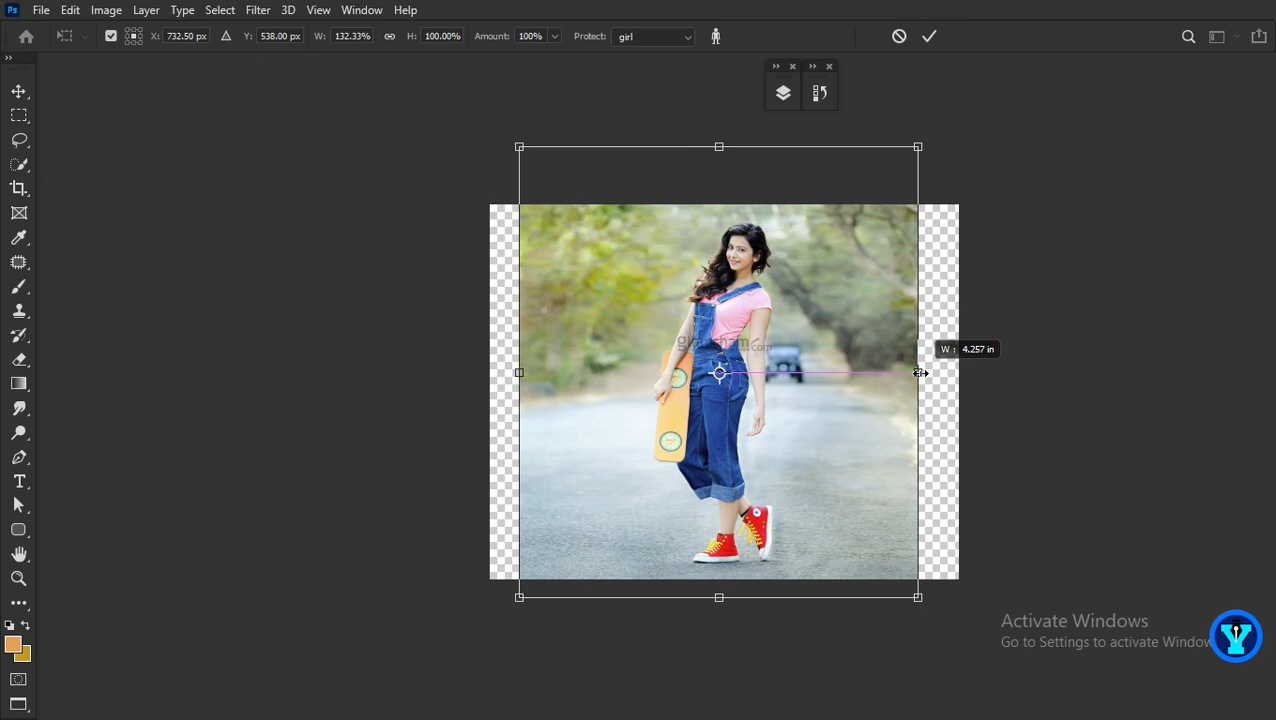 Ps File Edit Image Layer Type Select Filter 3D View Window Help
X: 732.50 px Y: 538.00 px W: 132.33% H: 100.00% Amount: 100% Protect: girl
W : 4.257 in
.com
T
Activate Windows
Go to Settings to activate Window
Y